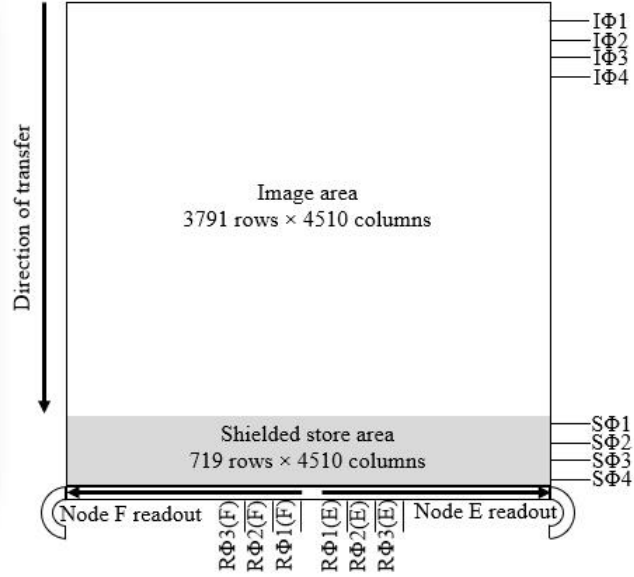 IΦ1
IΦ2
IΦ3
IΦ4
Direction of transfer
Image area
3791 rows × 4510 columns
Shielded store area
719 rows × 4510 columns
SΦ1
SΦ2
SΦ3
SΦ4
Node F readout
RΦ3(F)
RΦ2(F)
RΦ1(F)
RΦ1(E)
RΦ2(E)
RΦ3(E)
Node E readout